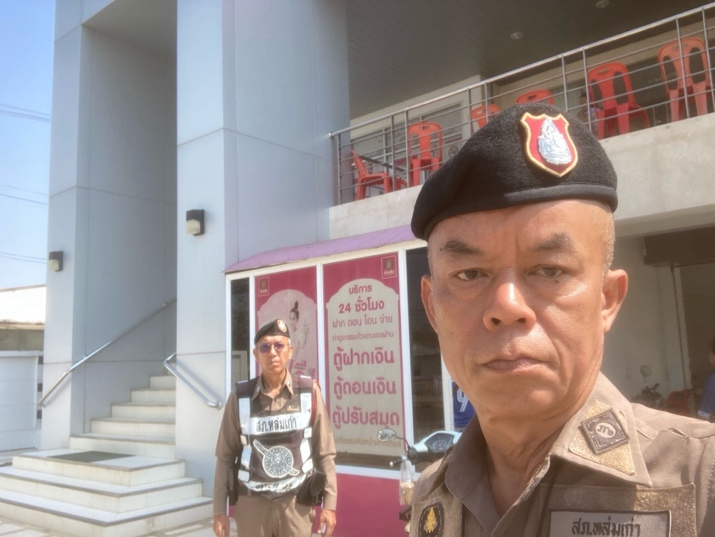 บริการ
24 ชั่วโมง
ฝาก ถอน โอน จ่าย
ตู้ฝากเงิน
ตู้ถอนเงิน
ตู้ปรับสมุด
สภ.หล่มเก่า
สภ.หล่มเก่า